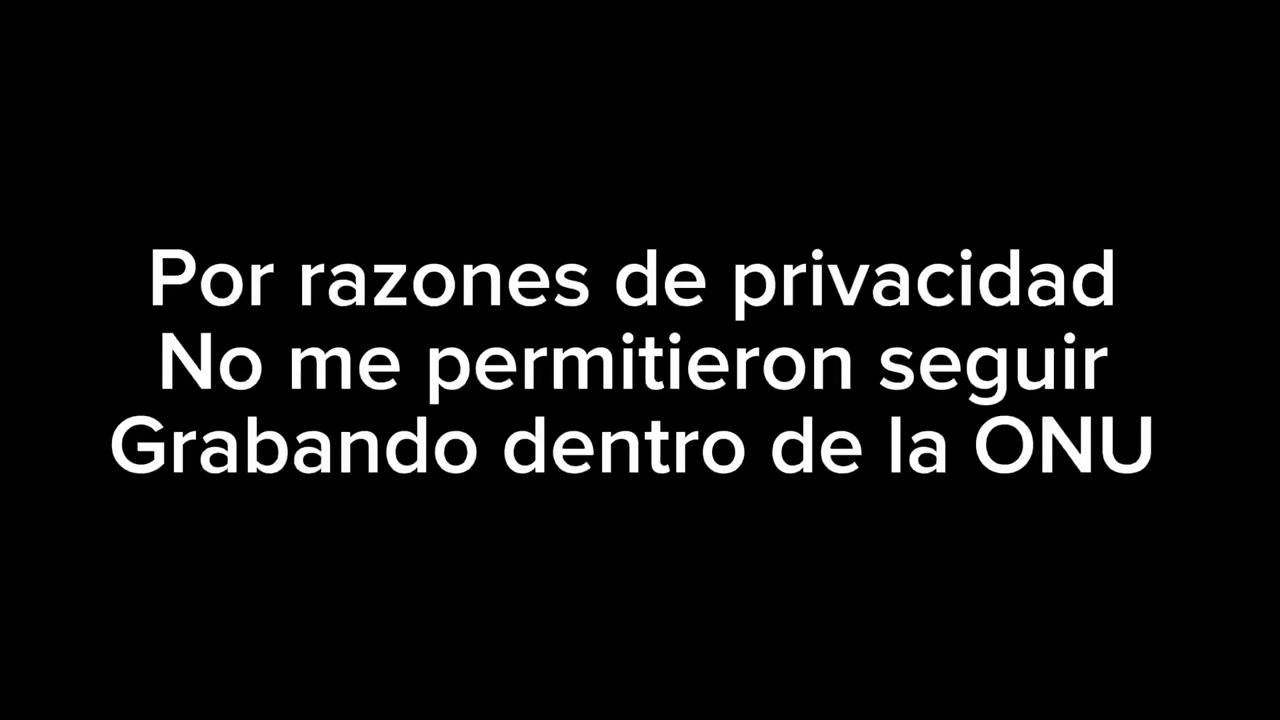 Por razones de privacidad
No me permitieron seguir
Grabando dentro de la ONU